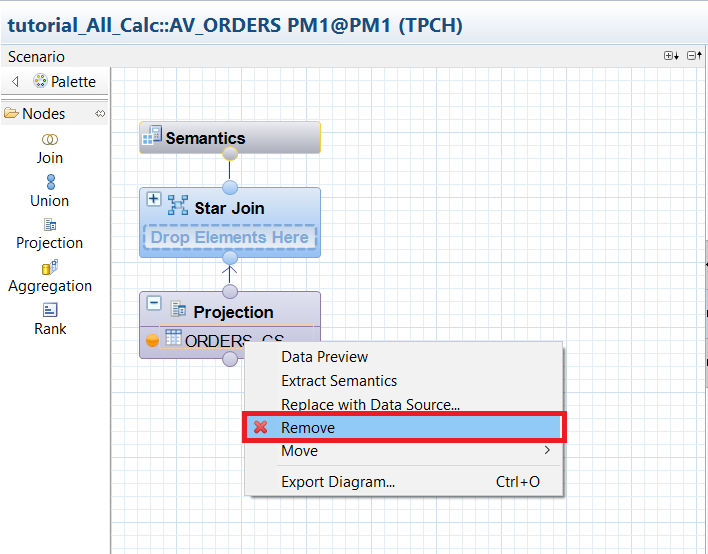 tutorial_All_Calc::AV_ORDERS PM1@PM1 (TPCH)
Scenario
Palette
Nodes
Join
Union
Projection
Aggregation
Rank
Semantics
Star Join
Drop Elements Here
Projection
ORDERS_CS
Data Preview
Extract Semantics
Replace with Data Source...
Remove
Move
Export Diagram... Ctrl+O